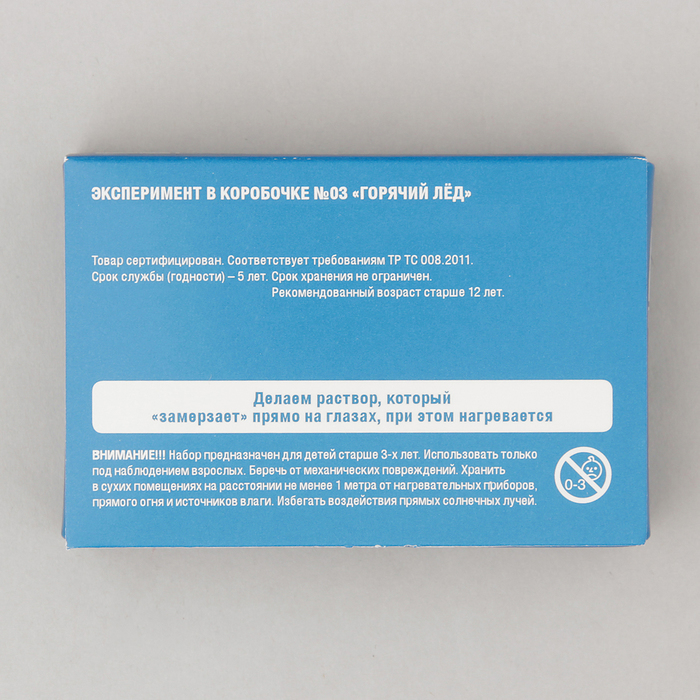 ЭКСПЕРИМЕНТ В КОРОБОЧКЕ №03 «ГОРЯЧИЙ ЛЁД»
Товар сертифицирован. Соответствует требованиям ТР ТС 008.2011.
Срок службы (годности) – 5 лет. Срок хранения не ограничен.
Рекомендованный возраст старше 12 лет.
Делаем раствор, который
«замерзает» прямо на глазах, при этом нагревается
ВНИМАНИЕ!!! Набор предназначен для детей старше 3-х лет. Использовать только
под наблюдением взрослых. Беречь от механических повреждений. Хранить
в сухих помещениях на расстоянии не менее 1 метра от нагревательных приборов,
прямого огня и источников влаги. Избегать воздействия прямых солнечных лучей.
0-3